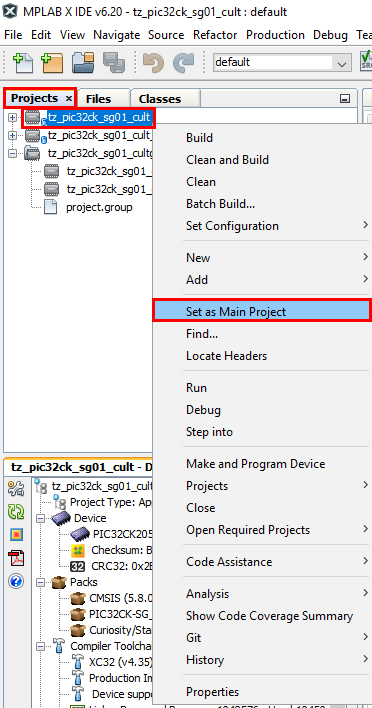 MPLAB X IDE v6.20 - tz_pic32ck_sg01_cult : default
File Edit View Navigate Source Refactor Production Debug Tea
default
Projects × Files Classes
tz_pic32ck_sg01_cult
tz_pic32ck_sg01_cult_
tz_pic32ck_sg01_cultg
tz_pic32ck_sg01_
tz_pic32ck_sg01_
project.group
Build
Clean and Build
Clean
Batch Build...
Set Configuration
New
Add
Set as Main Project
Find...
Locate Headers
Run
Debug
Step into
Make and Program Device
Projects
Close
Open Required Projects
Code Assistance
Analysis
Show Code Coverage Summary
Git
History
Properties
tz_pic32ck_sg01_cult - D
tz_pic32ck_sg01_cult
Project Type: Ap
Device
PIC32CK205
Checksum: B
CRC32: 0x2E
32
Packs
CMSIS (5.8.0
PIC32CK-SG_
Curiosity/Sta
Compiler Toolcha
XC32 (v4.35)
Production Im
Device suppo